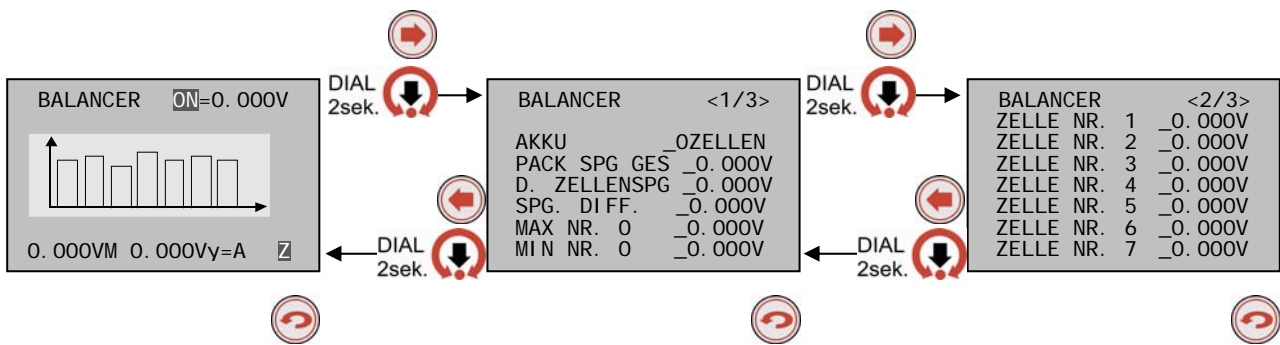 BALANCER ON=0.000V
0.000VM 0.000Vγ=A Z
DIAL
2sek.
DIAL
2sek.
BALANCER <1/3>
AKKU _0ZELLEN
PACK SPG GES _0.000V
D. ZELLENSPG _0.000V
SPG. DIFF. _0.000V
MAX NR. 0 _0.000V
MIN NR. 0 _0.000V
DIAL
2sek.
DIAL
2sek.
BALANCER <2/3>
ZELLE NR. 1 _0.000V
ZELLE NR. 2 _0.000V
ZELLE NR. 3 _0.000V
ZELLE NR. 4 _0.000V
ZELLE NR. 5 _0.000V
ZELLE NR. 6 _0.000V
ZELLE NR. 7 _0.000V